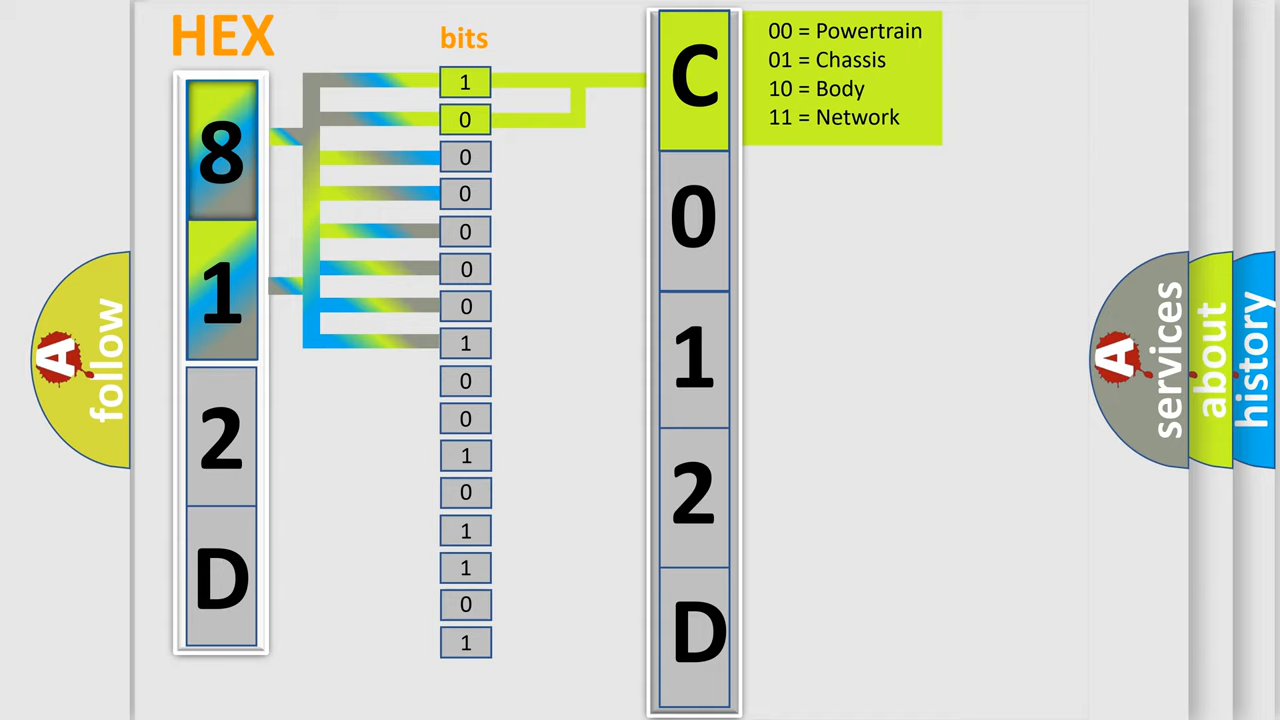 HEX
bits
8
1
2
D
1
0
0
0
0
0
0
1
0
0
1
0
1
1
0
1
C
0
1
2
D
00 = Powertrain
01 = Chassis
10 = Body
11 = Network
A
follow
A
services
about
history